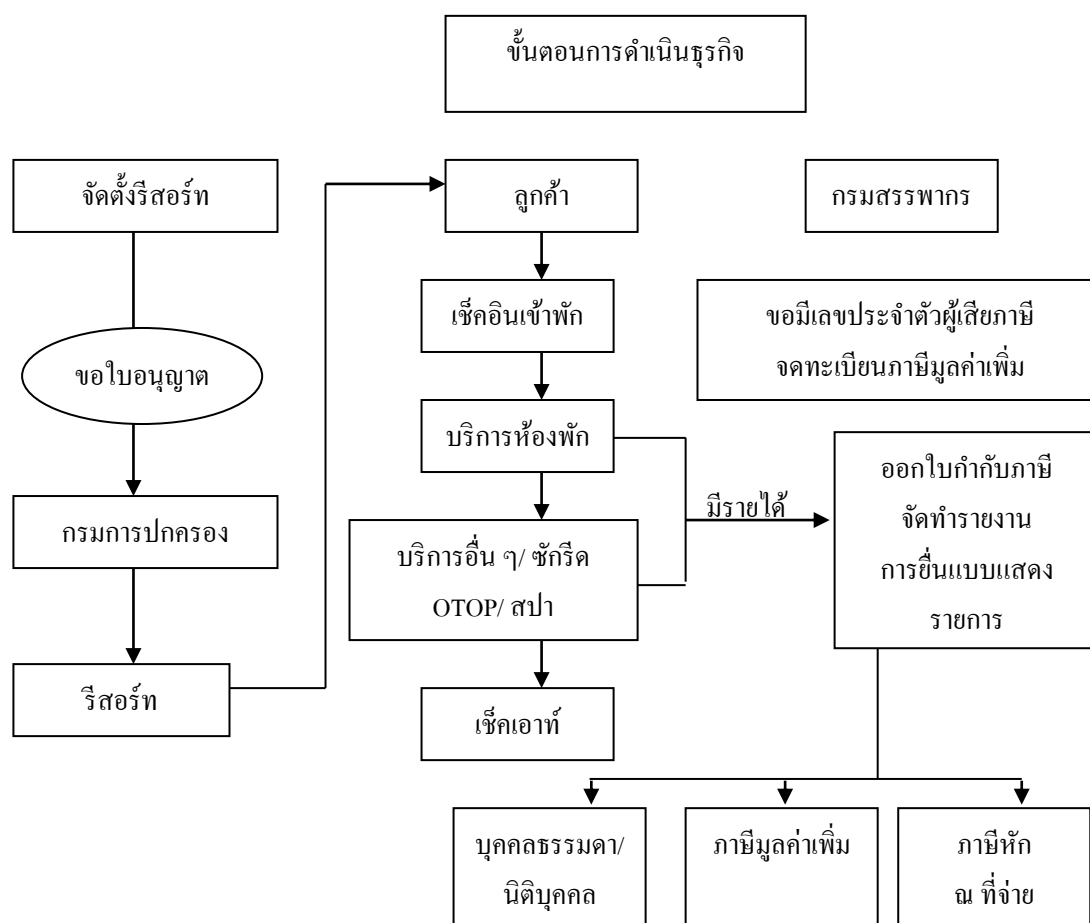 ขั้นตอนการดำเนินธุรกิจ
จัดตั้งรีสอร์ท
ลูกค้า
กรมสรรพากร
เช็คอินเข้าพัก
ขอมีเลขประจำตัวผู้เสียภาษี
จดทะเบียนภาษีมูลค่าเพิ่ม
ขอใบอนุญาต
บริการห้องพัก
ออกใบกำกับภาษี
จัดทำรายงาน
การยื่นแบบแสดง
รายการ
มีรายได้
กรมการปกครอง
บริการอื่น ๆ/ ซักรีด
OTOP/ สปา
รีสอร์ท
เช็คเอาท์
บุคคลธรรมดา/
นิติบุคคล
ภาษีมูลค่าเพิ่ม
ภาษีหัก
ณ ที่จ่าย